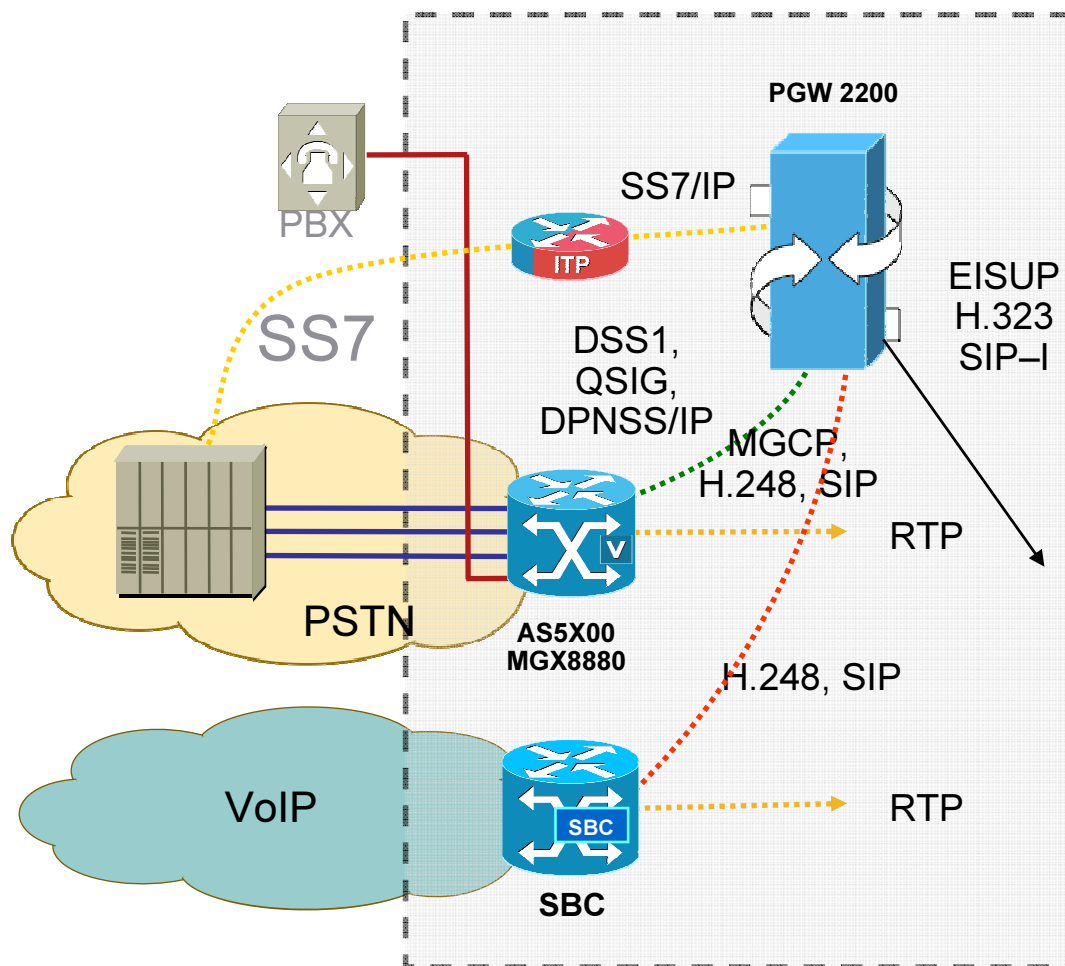 PGW 2200
PBX
SS7/IP
ITP
SS7
EISUP
H.323
SIP–I
DSS1,
QSIG,
DPNSS/IP
MGCP,
H.248, SIP
V
RTP
PSTN
AS5X00
MGX8880
H.248, SIP
VoIP
SBC
RTP
SBC